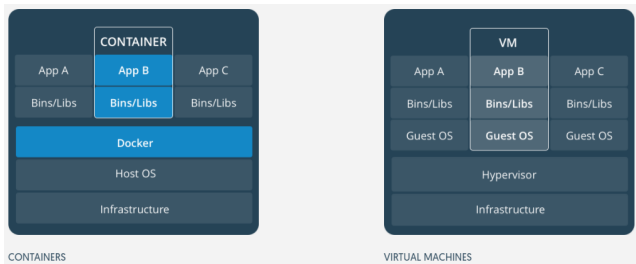 CONTAINER
App A App B App C
Bins/Libs Bins/Libs Bins/Libs
Docker
Host OS
Infrastructure
CONTAINERS
VM
App A App B App C
Bins/Libs Bins/Libs Bins/Libs
Guest OS Guest OS Guest OS
Hypervisor
Infrastructure
VIRTUAL MACHINES